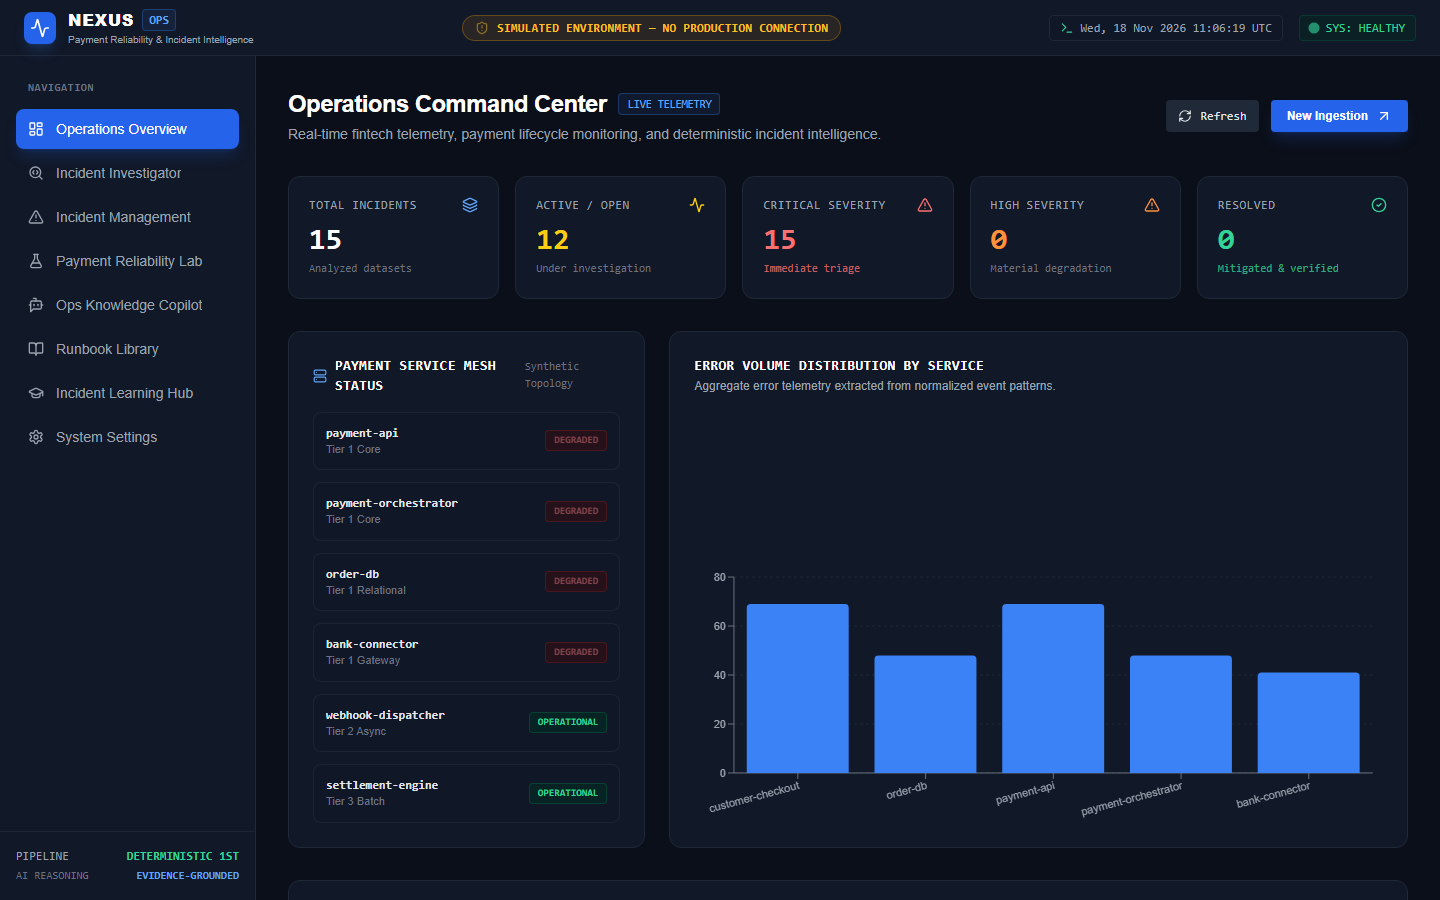 NEXUS OPS
Payment Reliability & Incident Intelligence
SIMULATED ENVIRONMENT — NO PRODUCTION CONNECTION
Wed, 18 Nov 2026 11:06:19 UTC
SYS: HEALTHY
NAVIGATION
Operations Overview
Incident Investigator
Incident Management
Payment Reliability Lab
Ops Knowledge Copilot
Runbook Library
Incident Learning Hub
System Settings
PIPELINE DETERMINISTIC 1ST
AI REASONING EVIDENCE-GROUNDED
Operations Command Center LIVE TELEMETRY
Real-time fintech telemetry, payment lifecycle monitoring, and deterministic incident intelligence.
Refresh
New Ingestion
TOTAL INCIDENTS
15
Analyzed datasets
ACTIVE / OPEN
12
Under investigation
CRITICAL SEVERITY
15
Immediate triage
HIGH SEVERITY
0
Material degradation
RESOLVED
0
Mitigated & verified
PAYMENT SERVICE MESH
STATUS
Synthetic
Topology
payment-api
Tier 1 Core
DEGRADED
payment-orchestrator
Tier 1 Core
DEGRADED
order-db
Tier 1 Relational
DEGRADED
bank-connector
Tier 1 Gateway
DEGRADED
webhook-dispatcher
Tier 2 Async
OPERATIONAL
settlement-engine
Tier 3 Batch
OPERATIONAL
ERROR VOLUME DISTRIBUTION BY SERVICE
Aggregate error telemetry extracted from normalized event patterns.
80
60
40
20
0
customer-checkout
order-db
payment-api
payment-orchestrator
bank-connector